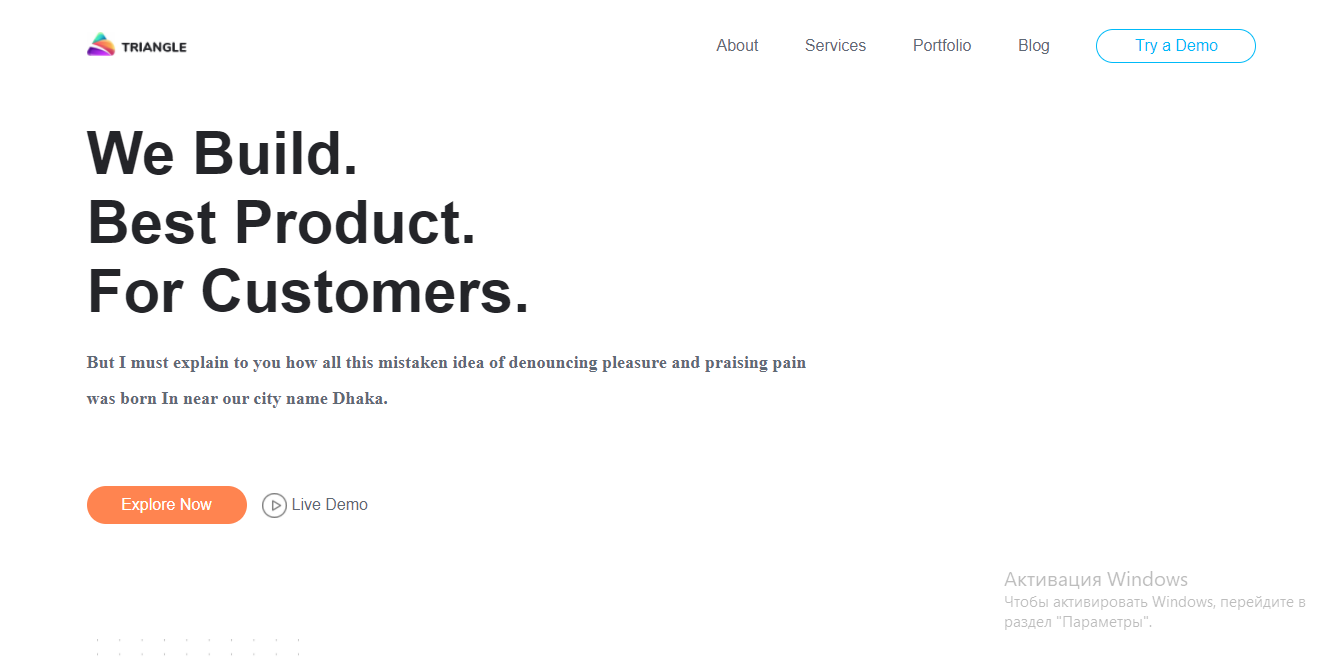 TRIANGLE
About Services Portfolio Blog Try a Demo
We Build.
Best Product.
For Customers.
But I must explain to you how all this mistaken idea of denouncing pleasure and praising pain
was born In near our city name Dhaka.
Explore Now Live Demo
Активация Windows
Чтобы активировать Windows, перейдите в
раздел "Параметры".